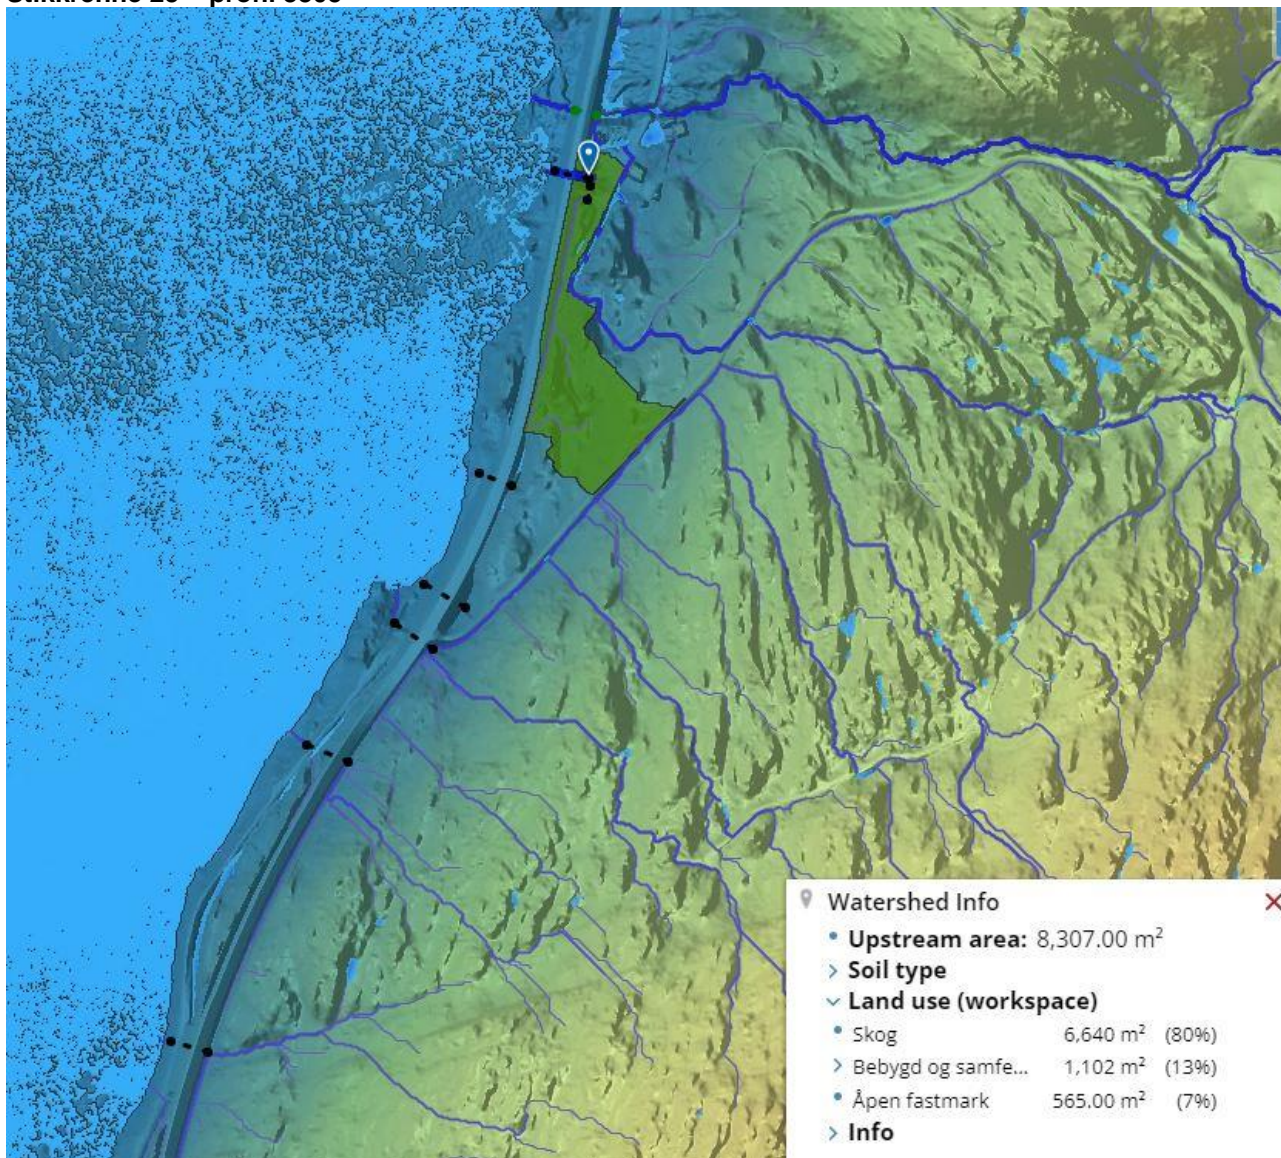 Watershed Info
• Upstream area: 8,307.00 m²
> Soil type
Land use (workspace)
• Skog 6,640 m² (80%)
> Bebygd og samfe... 1,102 m² (13%)
• Åpen fastmark 565.00 m² (7%)
> Info